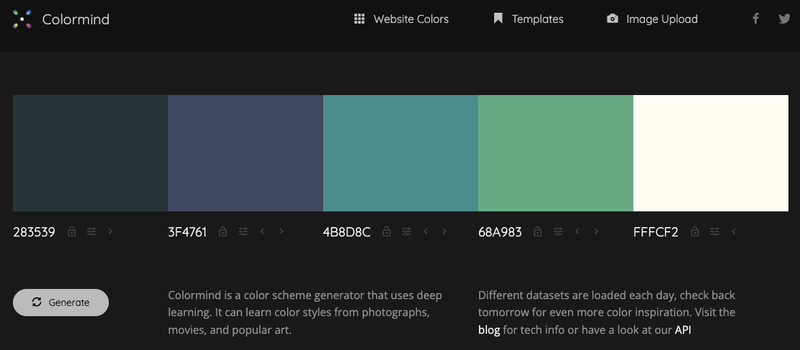 Colormind
Website Colors
Templates
Image Upload
283539
3F4761
4B8D8C
68A983
FFFCF2
Generate
Colormind is a color scheme generator that uses deep
learning. It can learn color styles from photographs,
movies, and popular art.
Different datasets are loaded each day, check back
tomorrow for even more color inspiration. Visit the
blog for tech info or have a look at our API